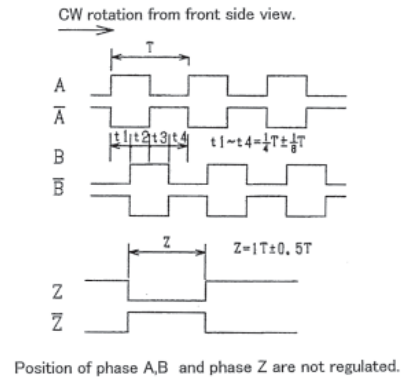 CW rotation from front side view.
T
A
A̅
t1 t2 t3 t4 t1~t4=¼T±⅛T
B
B̅
Z Z=1T±0.5T
Z
Z̅
Position of phase A,B and phase Z are not regulated.